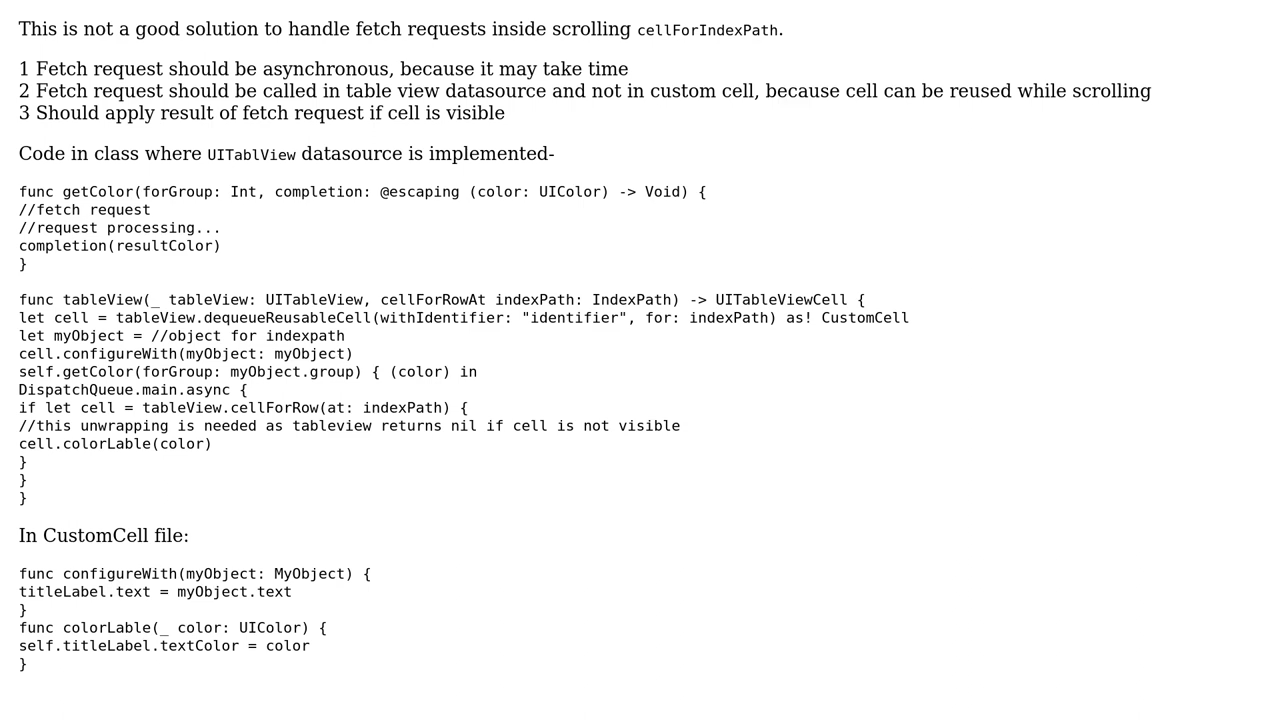 This is not a good solution to handle fetch requests inside scrolling cellForIndexPath.
1 Fetch request should be asynchronous, because it may take time
2 Fetch request should be called in table view datasource and not in custom cell, because cell can be reused while scrolling
3 Should apply result of fetch request if cell is visible
Code in class where UITablView datasource is implemented-
func getColor(forGroup: Int, completion: @escaping (color: UIColor) -> Void) {
//fetch request
//request processing...
completion(resultColor)
}
func tableView(_ tableView: UITableView, cellForRowAt indexPath: IndexPath) -> UITableViewCell {
let cell = tableView.dequeueReusableCell(withIdentifier: "identifier", for: indexPath) as! CustomCell
let myObject = //object for indexpath
cell.configureWith(myObject: myObject)
self.getColor(forGroup: myObject.group) { (color) in
DispatchQueue.main.async {
if let cell = tableView.cellForRow(at: indexPath) {
//this unwrapping is needed as tableview returns nil if cell is not visible
cell.colorLable(color)
}
}
}
In CustomCell file:
func configureWith(myObject: MyObject) {
titleLabel.text = myObject.text
}
func colorLable(_ color: UIColor) {
self.titleLabel.textColor = color
}